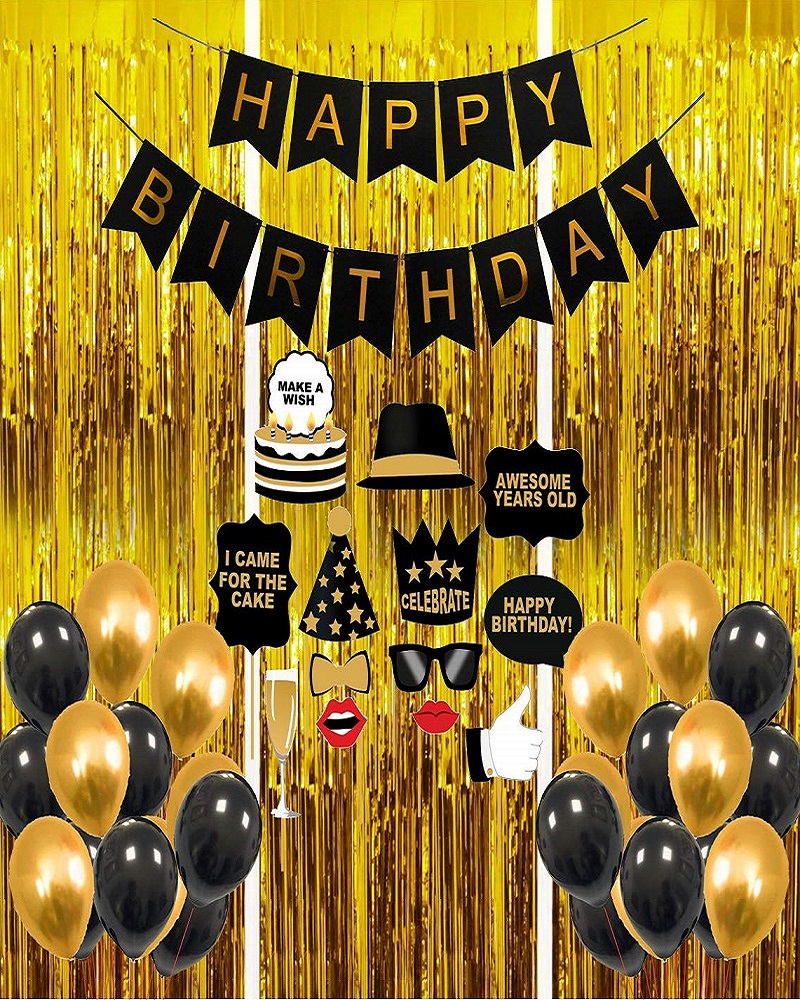 HAPPY
BIRTHDAY
MAKE A
WISH
AWESOME
YEARS OLD
I CAME
FOR THE
CAKE
CELEBRATE
HAPPY
BIRTHDAY!